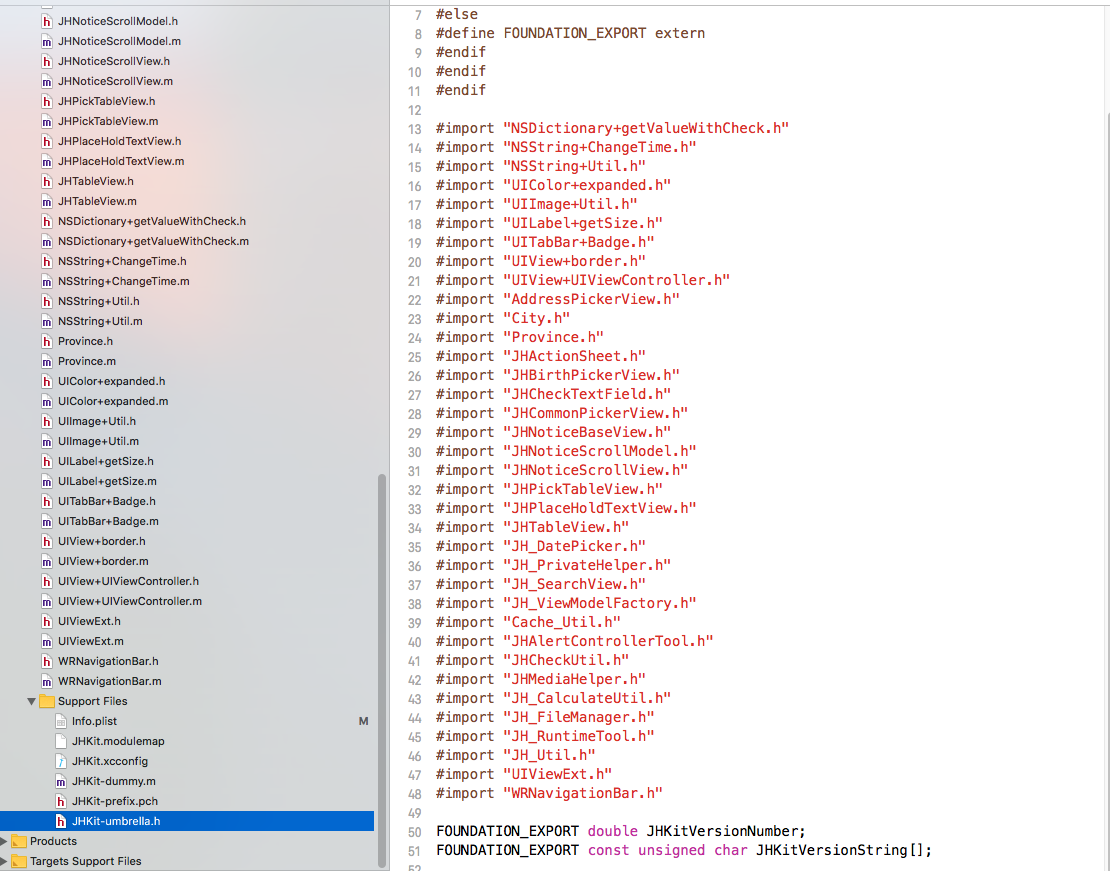 JHNoticeScrollModel.h
JHNoticeScrollModel.m
JHNoticeScrollView.h
JHNoticeScrollView.m
JHPickTableView.h
JHPickTableView.m
JHPlaceHoldTextView.h
JHPlaceHoldTextView.m
JHTableView.h
JHTableView.m
NSDictionary+getValueWithCheck.h
NSDictionary+getValueWithCheck.m
NSString+ChangeTime.h
NSString+ChangeTime.m
NSString+Util.h
NSString+Util.m
Province.h
Province.m
UIColor+expanded.h
UIColor+expanded.m
UIImage+Util.h
UIImage+Util.m
UILabel+getSize.h
UILabel+getSize.m
UITabBar+Badge.h
UITabBar+Badge.m
UIView+border.h
UIView+border.m
UIView+UIViewController.h
UIView+UIViewController.m
UIViewExt.h
UIViewExt.m
WRNavigationBar.h
WRNavigationBar.m
Support Files
Info.plist M
JHKit.modulemap
JHKit.xcconfig
JHKit-dummy.m
JHKit-prefix.pch
JHKit-umbrella.h
Products
Targets Support Files
7 #else
8 #define FOUNDATION_EXPORT extern
9 #endif
10 #endif
11 #endif
12
13 #import "NSDictionary+getValueWithCheck.h"
14 #import "NSString+ChangeTime.h"
15 #import "NSString+Util.h"
16 #import "UIColor+expanded.h"
17 #import "UIImage+Util.h"
18 #import "UILabel+getSize.h"
19 #import "UITabBar+Badge.h"
20 #import "UIView+border.h"
21 #import "UIView+UIViewController.h"
22 #import "AddressPickerView.h"
23 #import "City.h"
24 #import "Province.h"
25 #import "JHActionSheet.h"
26 #import "JHBirthPickerView.h"
27 #import "JHCheckTextField.h"
28 #import "JHCommonPickerView.h"
29 #import "JHNoticeBaseView.h"
30 #import "JHNoticeScrollModel.h"
31 #import "JHNoticeScrollView.h"
32 #import "JHPickTableView.h"
33 #import "JHPlaceHoldTextView.h"
34 #import "JHTableView.h"
35 #import "JH_DatePicker.h"
36 #import "JH_PrivateHelper.h"
37 #import "JH_SearchView.h"
38 #import "JH_ViewModelFactory.h"
39 #import "Cache_Util.h"
40 #import "JHAlertControllerTool.h"
41 #import "JHCheckUtil.h"
42 #import "JHMediaHelper.h"
43 #import "JH_CalculateUtil.h"
44 #import "JH_FileManager.h"
45 #import "JH_RuntimeTool.h"
46 #import "JH_Util.h"
47 #import "UIViewExt.h"
48 #import "WRNavigationBar.h"
49
50 FOUNDATION_EXPORT double JHKitVersionNumber;
51 FOUNDATION_EXPORT const unsigned char JHKitVersionString[];
52